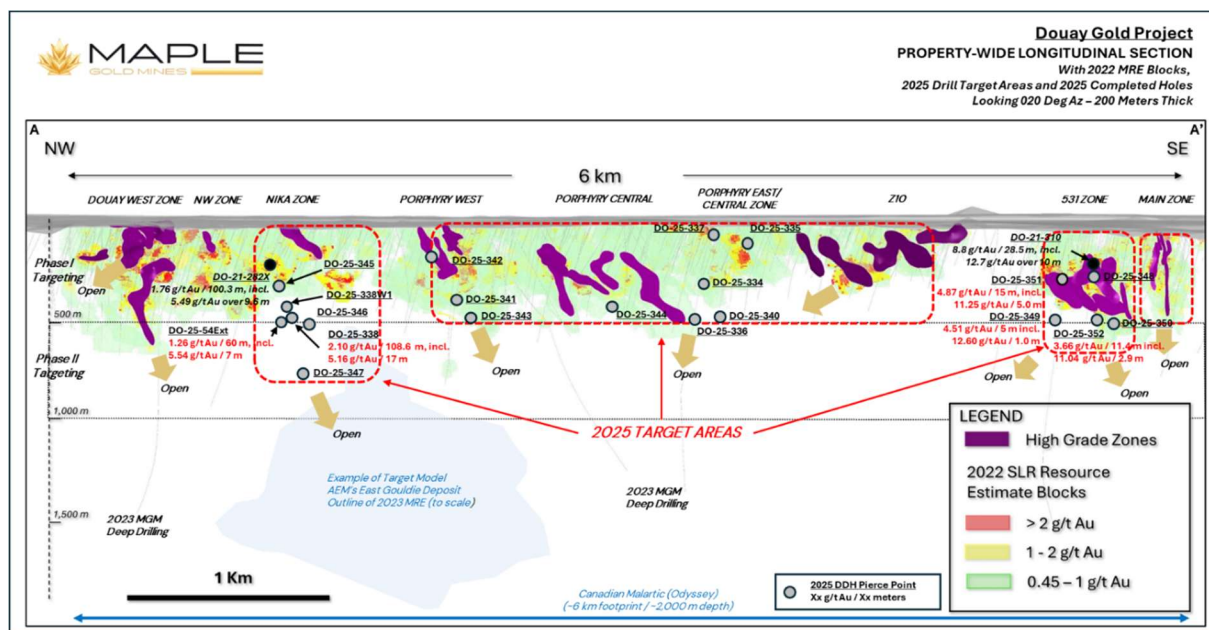 MAPLE
GOLD MINES
Douay Gold Project
PROPERTY-WIDE LONGITUDINAL SECTION
With 2022 MRE Blocks,
2025 Drill Target Areas and 2025 Completed Holes
Looking 020 Deg Az – 200 Meters Thick
A
A'
NW
SE
6 km
DOUAY WEST ZONE
NW ZONE
NIKA ZONE
PORPHYRY WEST
PORPHYRY CENTRAL
PORPHYRY EAST/
CENTRAL ZONE
Z10
531 ZONE
MAIN ZONE
Phase I
Targeting
Open
DO-21-282X
1.76 g/t Au / 100.3 m, incl.
5.49 g/t Au over 9.6 m
DO-25-345
DO-25-338W1
DO-25-346
DO-25-54Ext
1.26 g/t Au / 60 m, incl.
5.54 g/t Au / 7 m
DO-25-338
2.10 g/t Au / 108.6 m, incl.
5.16 g/t Au / 17 m
DO-25-347
DO-25-342
DO-25-341
DO-25-343
DO-25-337
DO-25-335
DO-25-334
DO-25-344
DO-25-340
DO-25-336
DO-21-310
8.8 g/t Au / 28.5 m, incl.
12.7 g/t Au over 10 m
DO-25-351
DO-25-348
4.87 g/t Au / 15 m, incl.
11.25 g/t Au / 5.0 m
DO-25-349
DO-25-350
4.51 g/t Au / 5 m incl.
12.60 g/t Au / 1.0 m
DO-25-352
3.66 g/t Au / 11.4 m incl.
11.04 g/t Au / 2.9 m
500 m
Phase II
Targeting
Open
Open
Open
Open
Open
Open
Open
1,000 m
2025 TARGET AREAS
Example of Target Model
AEM's East Gouldie Deposit
Outline of 2023 MRE (to scale)
1,500 m
2023 MGM
Deep Drilling
2023 MGM
Deep Drilling
1 Km
Canadian Malartic (Odyssey)
(~6 km footprint / ~2,000 m depth)
2025 DDH Pierce Point
Xx g/t Au / Xx meters
LEGEND
High Grade Zones
2022 SLR Resource
Estimate Blocks
> 2 g/t Au
1 - 2 g/t Au
0.45 – 1 g/t Au